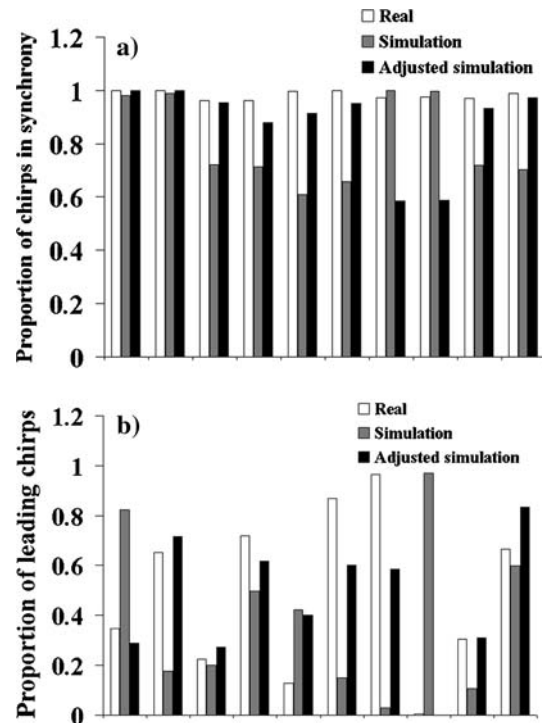 a)
Real
Simulation
Adjusted simulation
Proportion of chirps in synchrony
1.2
1
0.8
0.6
0.4
0.2
0
b)
Real
Simulation
Adjusted simulation
Proportion of leading chirps
1.2
1
0.8
0.6
0.4
0.2
0